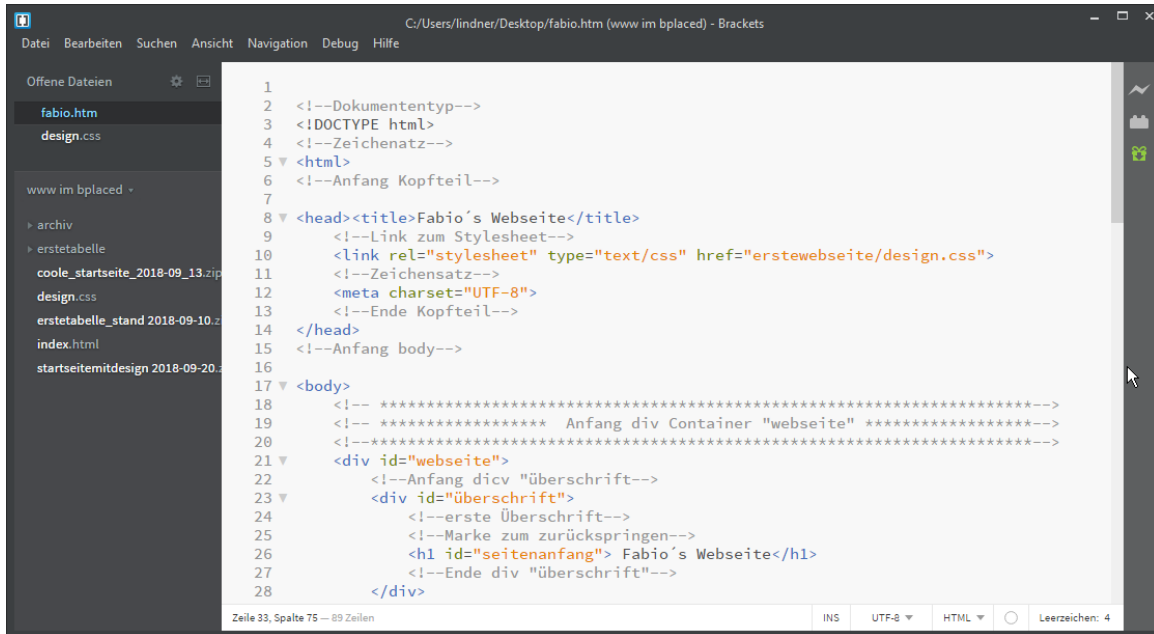 C:/Users/lindner/Desktop/fabio.htm (www im bplaced) - Brackets
Datei Bearbeiten Suchen Ansicht Navigation Debug Hilfe
Offene Dateien
fabio.htm
design.css
www im bplaced
archiv
erstetabelle
coole_startseite_2018-09_13.zip
design.css
erstetabelle_stand 2018-09-10.z
index.html
startseitemitdesign 2018-09-20.z
1
2 <!--Dokumententyp-->
3 <!DOCTYPE html>
4 <!--Zeichenatz-->
5 <html>
6 <!--Anfang Kopfteil-->
7
8 <head><title>Fabio´s Webseite</title>
9 <!--Link zum Stylesheet-->
10 <link rel="stylesheet" type="text/css" href="erstewebseite/design.css">
11 <!--Zeichensatz-->
12 <meta charset="UTF-8">
13 <!--Ende Kopfteil-->
14 </head>
15 <!--Anfang body-->
16
17 <body>
18 <!-- **********************************************************************-->
19 <!-- ****************** Anfang div Container "webseite" ******************-->
20 <!--***********************************************************************-->
21 <div id="webseite">
22 <!--Anfang dicv "überschrift-->
23 <div id="überschrift">
24 <!--erste Überschrift-->
25 <!--Marke zum zurückspringen-->
26 <h1 id="seitenanfang"> Fabio´s Webseite</h1>
27 <!--Ende div "überschrift"-->
28 </div>
Zeile 33, Spalte 75 — 89 Zeilen INS UTF-8 HTML Leerzeichen: 4